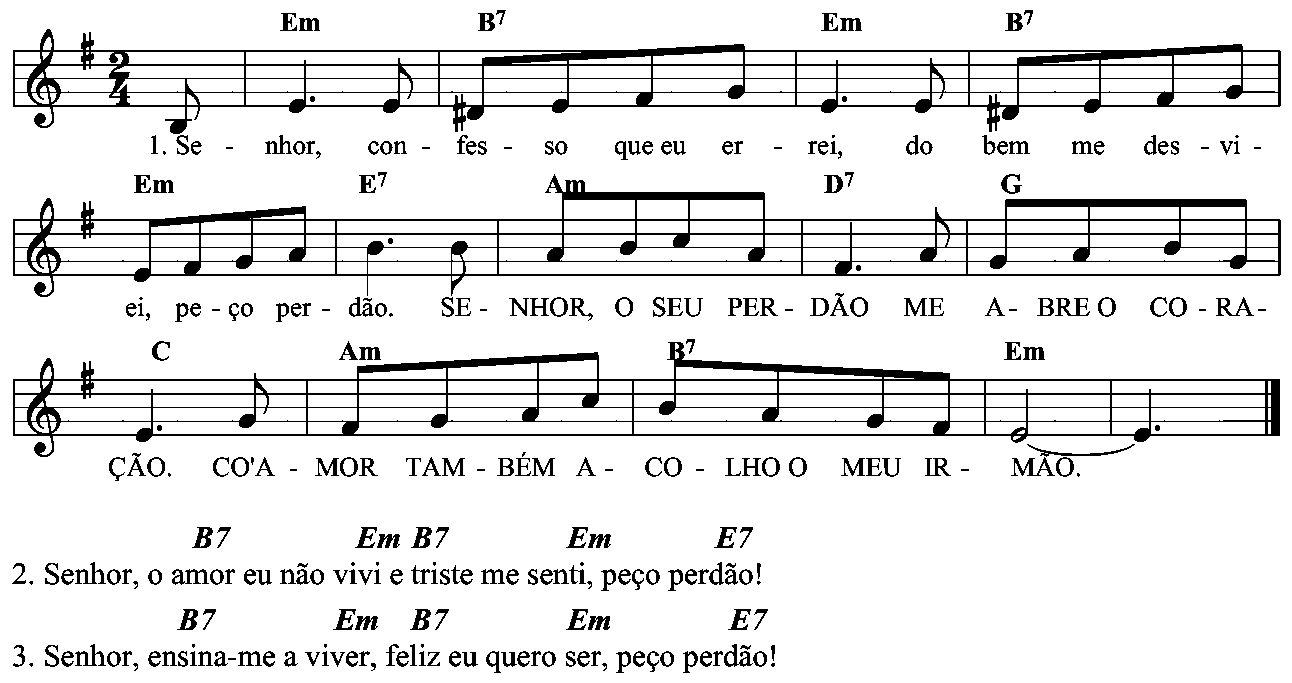 Em B7 Em B7
2/4
1. Se - nhor, con - fes - so que eu er - rei, do bem me des - vi -
Em E7 Am D7 G
ei, pe - ço per - dão. SE - NHOR, O SEU PER - DÃO ME A - BRE O CO - RA -
C Am B7 Em
ÇÃO. CO'A - MOR TAM - BÉM A - CO - LHO O MEU IR - MÃO.
B7 Em B7 Em E7
2. Senhor, o amor eu não vivi e triste me senti, peço perdão!
B7 Em B7 Em E7
3. Senhor, ensina-me a viver, feliz eu quero ser, peço perdão!